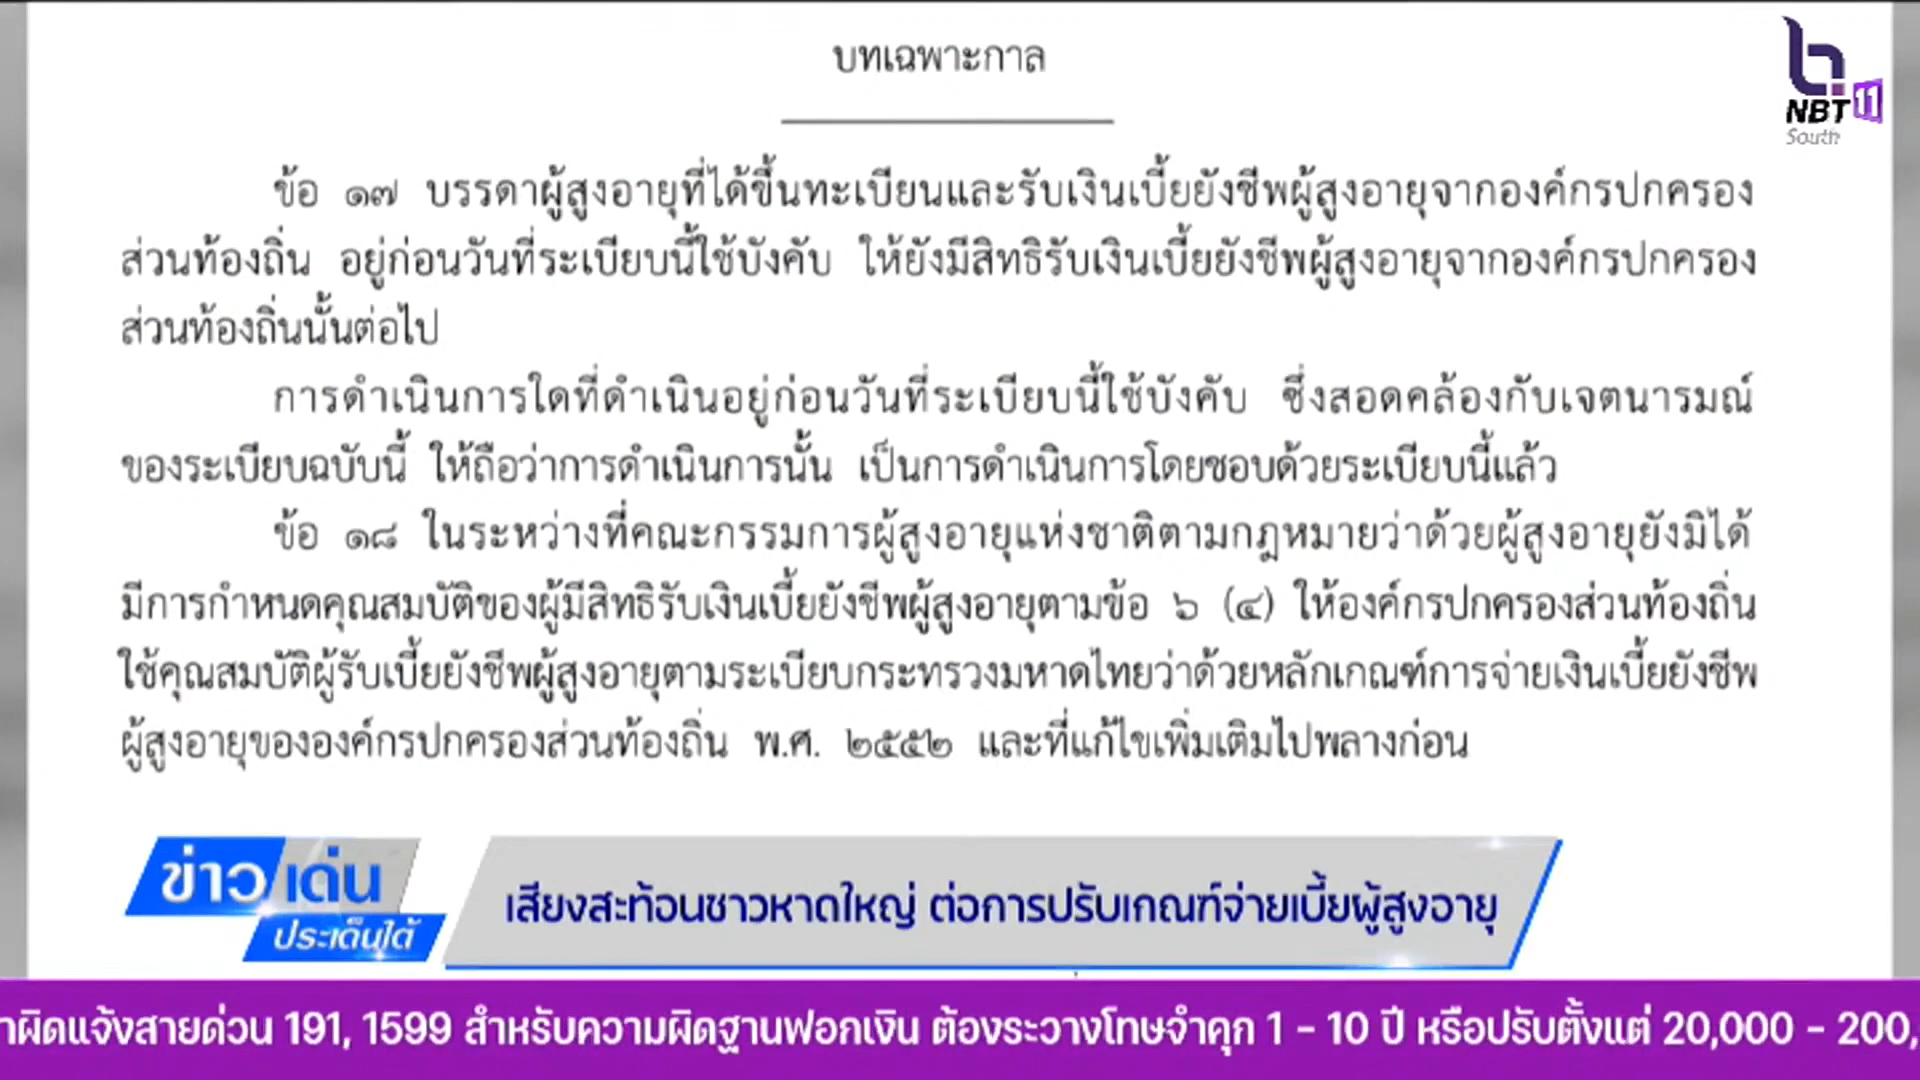 บทเฉพาะกาล
NBT 11
South
ข้อ ๑๗ บรรดาผู้สูงอายุที่ได้ขึ้นทะเบียนและรับเงินเบี้ยยังชีพผู้สูงอายุจากองค์กรปกครอง
ส่วนท้องถิ่น อยู่ก่อนวันที่ระเบียบนี้ใช้บังคับ ให้ยังมีสิทธิรับเงินเบี้ยยังชีพผู้สูงอายุจากองค์กรปกครอง
ส่วนท้องถิ่นนั้นต่อไป
การดำเนินการใดที่ดำเนินอยู่ก่อนวันที่ระเบียบนี้ใช้บังคับ ซึ่งสอดคล้องกับเจตนารมณ์
ของระเบียบฉบับนี้ ให้ถือว่าการดำเนินการนั้น เป็นการดำเนินการโดยชอบด้วยระเบียบนี้แล้ว
ข้อ ๑๘ ในระหว่างที่คณะกรรมการผู้สูงอายุแห่งชาติตามกฎหมายว่าด้วยผู้สูงอายุยังมิได้
มีการกำหนดคุณสมบัติของผู้มีสิทธิรับเงินเบี้ยยังชีพผู้สูงอายุตามข้อ ๖ (๔) ให้องค์กรปกครองส่วนท้องถิ่น
ใช้คุณสมบัติผู้รับเบี้ยยังชีพผู้สูงอายุตามระเบียบกระทรวงมหาดไทยว่าด้วยหลักเกณฑ์การจ่ายเงินเบี้ยยังชีพ
ผู้สูงอายุขององค์กรปกครองส่วนท้องถิ่น พ.ศ. ๒๕๕๒ และที่แก้ไขเพิ่มเติมไปพลางก่อน
ข่าวเด่น
ประเด็นใต้
เสียงสะท้อนชาวหาดใหญ่ ต่อการปรับเกณฑ์จ่ายเบี้ยผู้สูงอายุ
าผิดแจ้งสายด่วน 191, 1599 สำหรับความผิดฐานฟอกเงิน ต้องระวางโทษจำคุก 1 - 10 ปี หรือปรับตั้งแต่ 20,000 - 200,